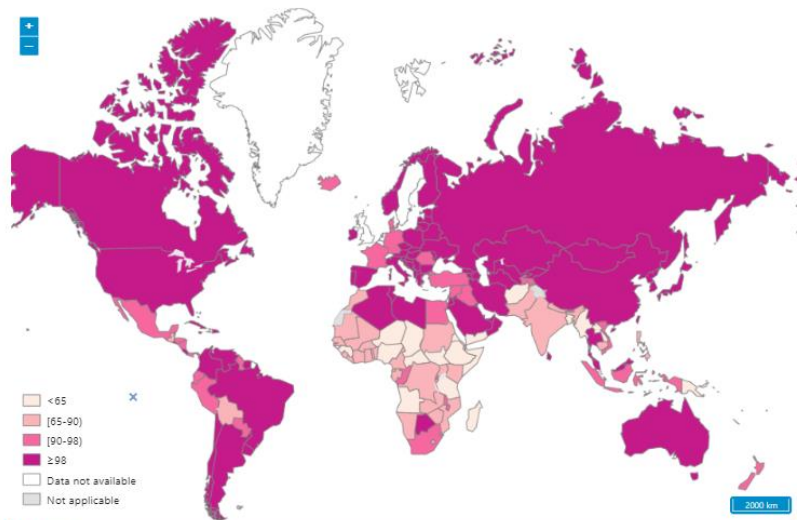 +
−
<65
[65-90)
[90-98)
≥98
Data not available
Not applicable
2000 km